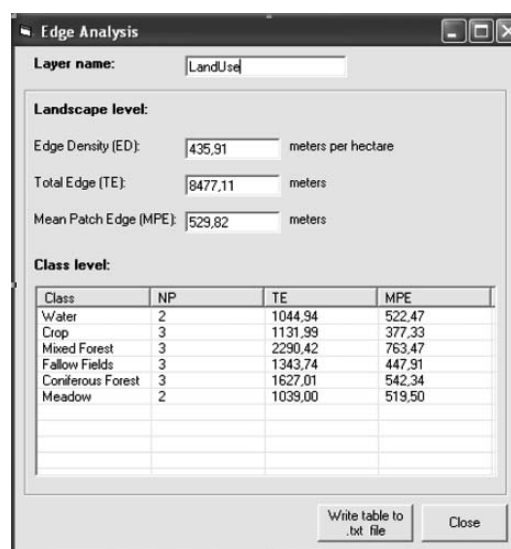 Edge Analysis
Layer name: LandUse
Landscape level:
Edge Density (ED): 435,91 meters per hectare
Total Edge (TE): 8477,11 meters
Mean Patch Edge (MPE): 529,82 meters
Class level:
Class NP TE MPE
Water 2 1044,94 522,47
Crop 3 1131,99 377,33
Mixed Forest 3 2290,42 763,47
Fallow Fields 3 1343,74 447,91
Coniferous Forest 3 1627,01 542,34
Meadow 2 1039,00 519,50
Write table to
.txt file
Close